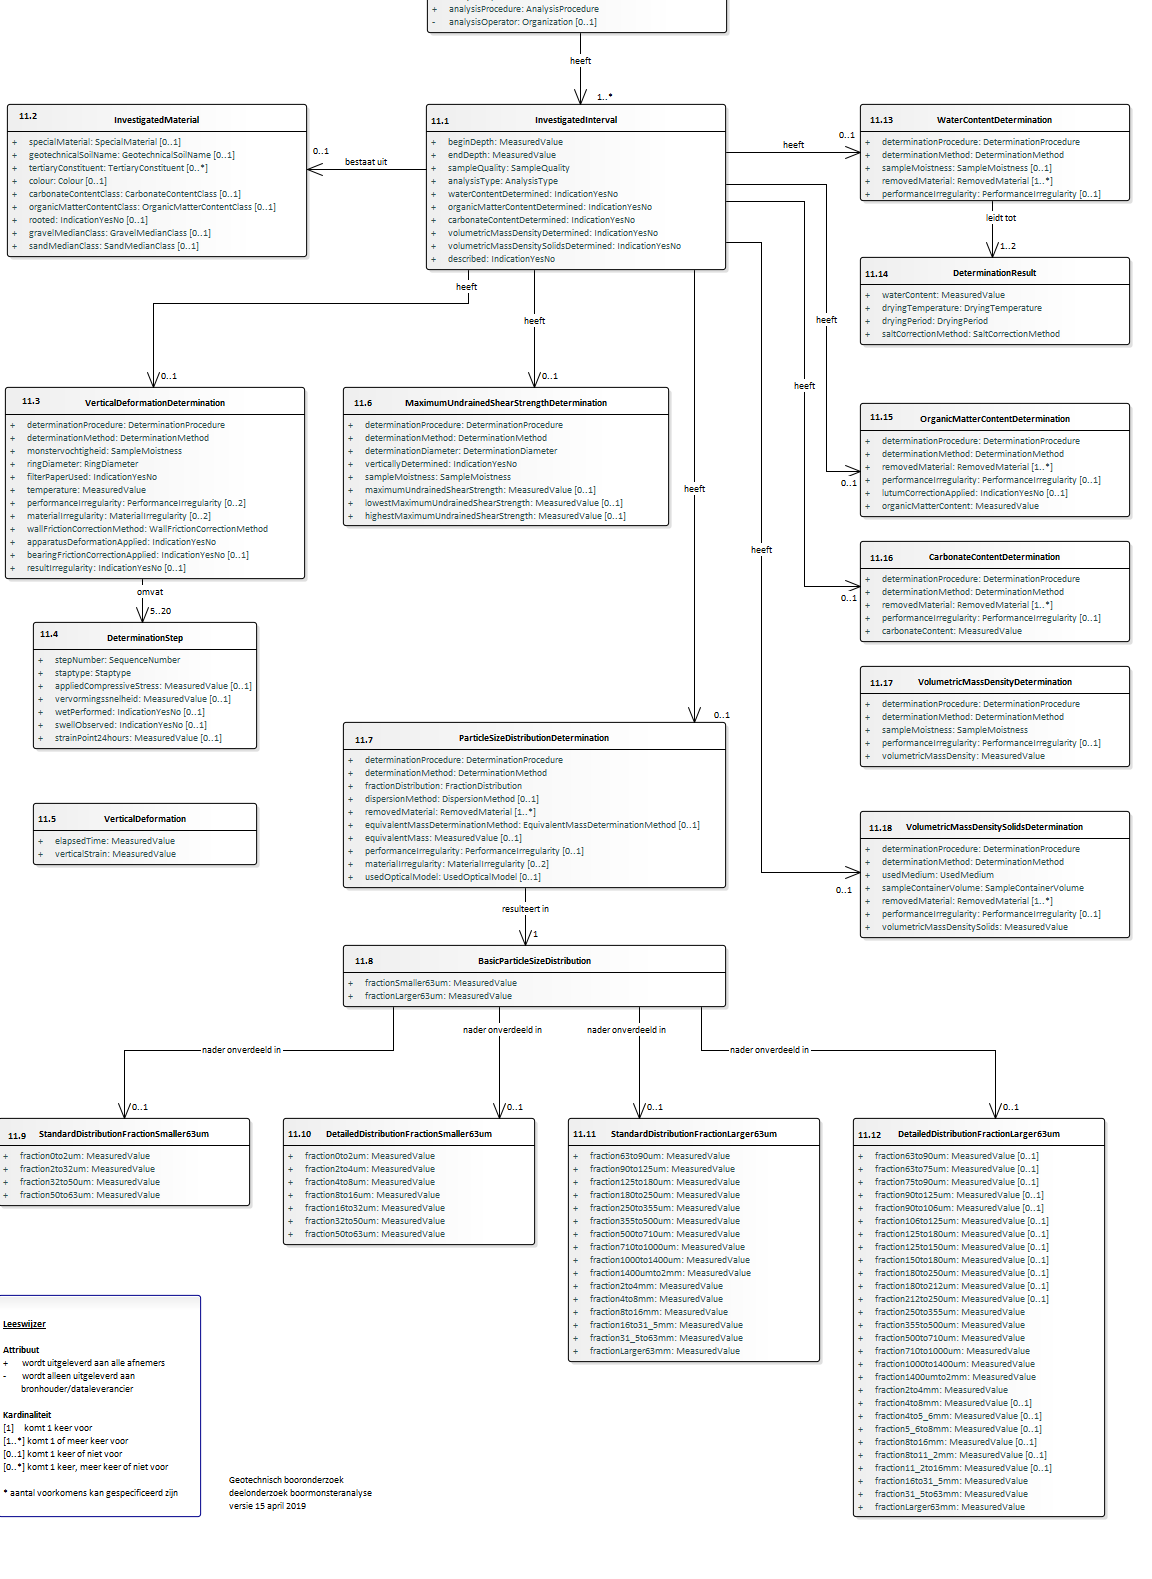 + analysisProcedure: AnalysisProcedure
- analysisOperator: Organization [0..1]
heeft
1..*
11.2 InvestigatedMaterial
+ specialMaterial: SpecialMaterial [0..1]
+ geotechnicalSoilName: GeotechnicalSoilName [0..1]
+ tertiaryConstituent: TertiaryConstituent [0..*]
+ colour: Colour [0..1]
+ carbonateContentClass: CarbonateContentClass [0..1]
+ organicMatterContentClass: OrganicMatterContentClass [0..1]
+ rooted: IndicationYesNo [0..1]
+ gravelMedianClass: GravelMedianClass [0..1]
+ sandMedianClass: SandMedianClass [0..1]
0..1
bestaat uit
11.1 InvestigatedInterval
+ beginDepth: MeasuredValue
+ endDepth: MeasuredValue
+ sampleQuality: SampleQuality
+ analysisType: AnalysisType
+ waterContentDetermined: IndicationYesNo
+ organicMatterContentDetermined: IndicationYesNo
+ carbonateContentDetermined: IndicationYesNo
+ volumetricMassDensityDetermined: IndicationYesNo
+ volumetricMassDensitySolidsDetermined: IndicationYesNo
+ described: IndicationYesNo
heeft
0..1
11.13 WaterContentDetermination
+ determinationProcedure: DeterminationProcedure
+ determinationMethod: DeterminationMethod
+ sampleMoistness: SampleMoistness [0..1]
+ removedMaterial: RemovedMaterial [1..*]
+ performanceIrregularity: PerformanceIrregularity [0..1]
leidt tot
1..2
11.14 DeterminationResult
+ waterContent: MeasuredValue
+ dryingTemperature: DryingTemperature
+ dryingPeriod: DryingPeriod
+ saltCorrectionMethod: SaltCorrectionMethod
heeft
heeft
heeft
heeft
heeft
heeft
0..1
0..1
11.3 VerticalDeformationDetermination
+ determinationProcedure: DeterminationProcedure
+ determinationMethod: DeterminationMethod
+ monstervochtigheid: SampleMoistness
+ ringDiameter: RingDiameter
+ filterPaperUsed: IndicationYesNo
+ temperature: MeasuredValue
+ performanceIrregularity: PerformanceIrregularity [0..2]
+ materialIrregularity: MaterialIrregularity [0..2]
+ wallFrictionCorrectionMethod: WallFrictionCorrectionMethod
+ apparatusDeformationApplied: IndicationYesNo
+ bearingFrictionCorrectionApplied: IndicationYesNo [0..1]
+ resultIrregularity: IndicationYesNo [0..1]
11.6 MaximumUndrainedShearStrengthDetermination
+ determinationProcedure: DeterminationProcedure
+ determinationMethod: DeterminationMethod
+ determinationDiameter: DeterminationDiameter
+ verticallyDetermined: IndicationYesNo
+ sampleMoistness: SampleMoistness
+ maximumUndrainedShearStrength: MeasuredValue [0..1]
+ lowestMaximumUndrainedShearStrength: MeasuredValue [0..1]
+ highestMaximumUndrainedShearStrength: MeasuredValue [0..1]
0..1
11.15 OrganicMatterContentDetermination
+ determinationProcedure: DeterminationProcedure
+ determinationMethod: DeterminationMethod
+ removedMaterial: RemovedMaterial [1..*]
+ performanceIrregularity: PerformanceIrregularity [0..1]
+ lutumCorrectionApplied: IndicationYesNo [0..1]
+ organicMatterContent: MeasuredValue
0..1
11.16 CarbonateContentDetermination
+ determinationProcedure: DeterminationProcedure
+ determinationMethod: DeterminationMethod
+ removedMaterial: RemovedMaterial [1..*]
+ performanceIrregularity: PerformanceIrregularity [0..1]
+ carbonateContent: MeasuredValue
omvat
5..20
11.4 DeterminationStep
+ stepNumber: SequenceNumber
+ staptype: Staptype
+ appliedCompressiveStress: MeasuredValue [0..1]
+ vervormingssnelheid: MeasuredValue [0..1]
+ wetPerformed: IndicationYesNo [0..1]
+ swellObserved: IndicationYesNo [0..1]
+ strainPoint24hours: MeasuredValue [0..1]
11.17 VolumetricMassDensityDetermination
+ determinationProcedure: DeterminationProcedure
+ determinationMethod: DeterminationMethod
+ sampleMoistness: SampleMoistness
+ performanceIrregularity: PerformanceIrregularity [0..1]
+ volumetricMassDensity: MeasuredValue
0..1
11.7 ParticleSizeDistributionDetermination
+ determinationProcedure: DeterminationProcedure
+ determinationMethod: DeterminationMethod
+ fractionDistribution: FractionDistribution
+ dispersionMethod: DispersionMethod [0..1]
+ removedMaterial: RemovedMaterial [1..*]
+ equivalentMassDeterminationMethod: EquivalentMassDeterminationMethod [0..1]
+ equivalentMass: MeasuredValue [0..1]
+ performanceIrregularity: PerformanceIrregularity [0..1]
+ materialIrregularity: MaterialIrregularity [0..2]
+ usedOpticalModel: UsedOpticalModel [0..1]
11.5 VerticalDeformation
+ elapsedTime: MeasuredValue
+ verticalStrain: MeasuredValue
0..1
11.18 VolumetricMassDensitySolidsDetermination
+ determinationProcedure: DeterminationProcedure
+ determinationMethod: DeterminationMethod
+ usedMedium: UsedMedium
+ sampleContainerVolume: SampleContainerVolume
+ removedMaterial: RemovedMaterial [1..*]
+ performanceIrregularity: PerformanceIrregularity [0..1]
+ volumetricMassDensitySolids: MeasuredValue
resulteert in
1
11.8 BasicParticleSizeDistribution
+ fractionSmaller63um: MeasuredValue
+ fractionLarger63um: MeasuredValue
nader onverdeeld in
nader onverdeeld in
nader onverdeeld in
nader onverdeeld in
0..1
0..1
0..1
0..1
11.9 StandardDistributionFractionSmaller63um
+ fraction0to2um: MeasuredValue
+ fraction2to32um: MeasuredValue
+ fraction32to50um: MeasuredValue
+ fraction50to63um: MeasuredValue
11.10 DetailedDistributionFractionSmaller63um
+ fraction0to2um: MeasuredValue
+ fraction2to4um: MeasuredValue
+ fraction4to8um: MeasuredValue
+ fraction8to16um: MeasuredValue
+ fraction16to32um: MeasuredValue
+ fraction32to50um: MeasuredValue
+ fraction50to63um: MeasuredValue
11.11 StandardDistributionFractionLarger63um
+ fraction63to90um: MeasuredValue
+ fraction90to125um: MeasuredValue
+ fraction125to180um: MeasuredValue
+ fraction180to250um: MeasuredValue
+ fraction250to355um: MeasuredValue
+ fraction355to500um: MeasuredValue
+ fraction500to710um: MeasuredValue
+ fraction710to1000um: MeasuredValue
+ fraction1000to1400um: MeasuredValue
+ fraction1400umto2mm: MeasuredValue
+ fraction2to4mm: MeasuredValue
+ fraction4to8mm: MeasuredValue
+ fraction8to16mm: MeasuredValue
+ fraction16to31_5mm: MeasuredValue
+ fraction31_5to63mm: MeasuredValue
+ fractionLarger63mm: MeasuredValue
11.12 DetailedDistributionFractionLarger63um
+ fraction63to90um: MeasuredValue [0..1]
+ fraction63to75um: MeasuredValue [0..1]
+ fraction75to90um: MeasuredValue [0..1]
+ fraction90to125um: MeasuredValue [0..1]
+ fraction90to106um: MeasuredValue [0..1]
+ fraction106to125um: MeasuredValue [0..1]
+ fraction125to180um: MeasuredValue [0..1]
+ fraction125to150um: MeasuredValue [0..1]
+ fraction150to180um: MeasuredValue [0..1]
+ fraction180to250um: MeasuredValue [0..1]
+ fraction180to212um: MeasuredValue [0..1]
+ fraction212to250um: MeasuredValue [0..1]
+ fraction250to355um: MeasuredValue
+ fraction355to500um: MeasuredValue
+ fraction500to710um: MeasuredValue
+ fraction710to1000um: MeasuredValue
+ fraction1000to1400um: MeasuredValue
+ fraction1400umto2mm: MeasuredValue
+ fraction2to4mm: MeasuredValue
+ fraction4to8mm: MeasuredValue [0..1]
+ fraction4to5_6mm: MeasuredValue [0..1]
+ fraction5_6to8mm: MeasuredValue [0..1]
+ fraction8to16mm: MeasuredValue [0..1]
+ fraction8to11_2mm: MeasuredValue [0..1]
+ fraction11_2to16mm: MeasuredValue [0..1]
+ fraction16to31_5mm: MeasuredValue
+ fraction31_5to63mm: MeasuredValue
+ fractionLarger63mm: MeasuredValue
Leeswijzer
Attribuut
+ wordt uitgeleverd aan alle afnemers
- wordt alleen uitgeleverd aan
bronhouder/dataleverancier
Kardinaliteit
[1] komt 1 keer voor
[1..*] komt 1 of meer keer voor
[0..1] komt 1 keer of niet voor
[0..*] komt 1 keer, meer keer of niet voor
* aantal voorkomens kan gespecificeerd zijn
Geotechnisch booronderzoek
deelonderzoek boormonsteranalyse
versie 15 april 2019